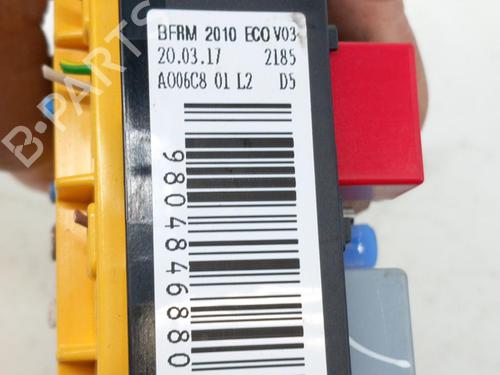 BFRM 2010 ECO V03
20.03.17 2185
A006C8 01 L2 D5
9804846880
B-PARTS